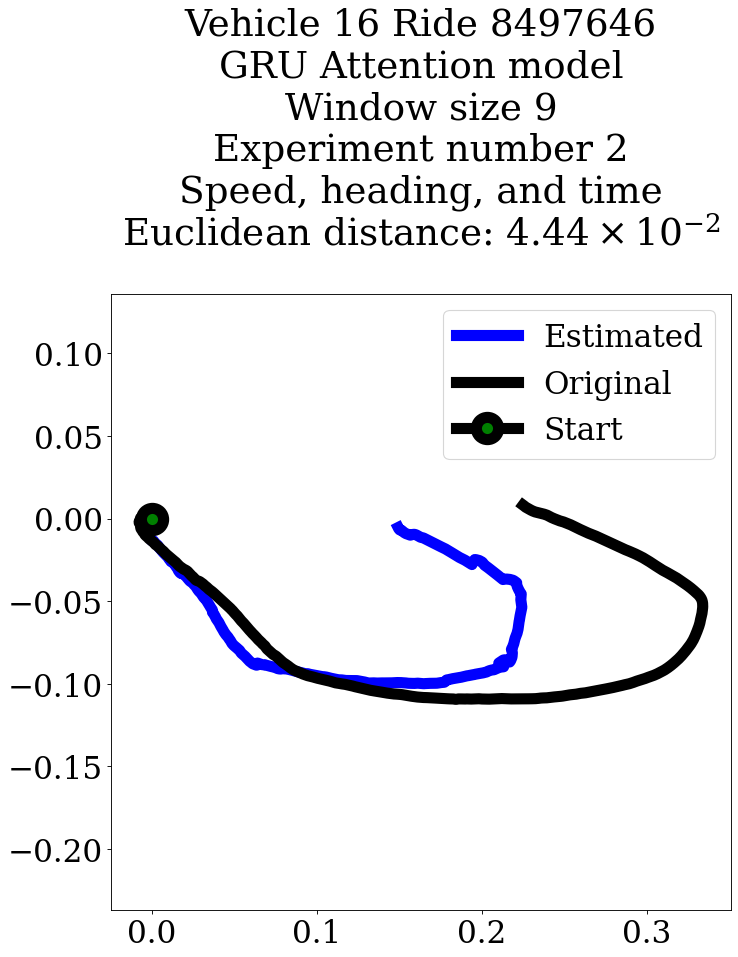 Vehicle 16 Ride 8497646
GRU Attention model
Window size 9
Experiment number 2
Speed, heading, and time
Euclidean distance: 4.44 × 10⁻²
Estimated
Original
Start
0.10
0.05
0.00
−0.05
−0.10
−0.15
−0.20
0.0 0.1 0.2 0.3